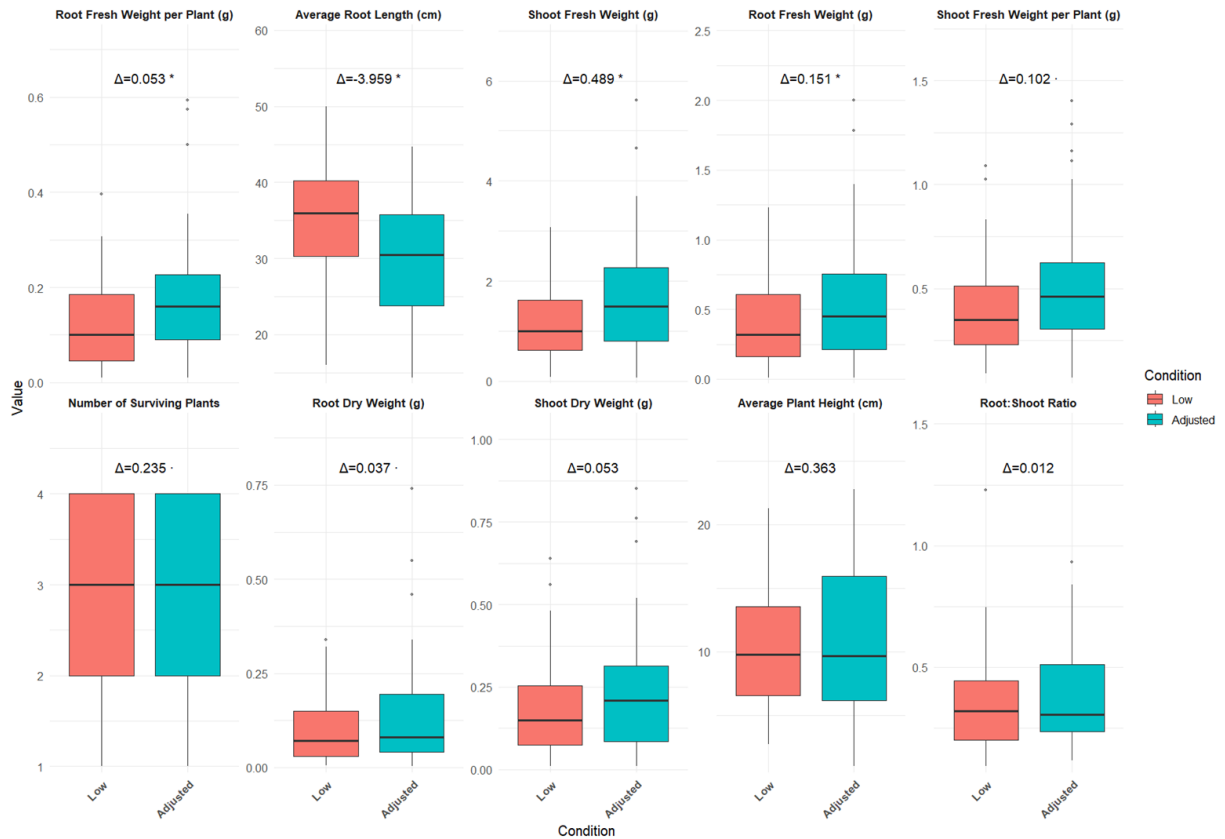 Root Fresh Weight per Plant (g)
Average Root Length (cm)
Shoot Fresh Weight (g)
Root Fresh Weight (g)
Shoot Fresh Weight per Plant (g)
Δ=0.053 *
Δ=-3.959 *
Δ=0.489 *
Δ=0.151 *
Δ=0.102 ·
0.6
0.4
0.2
0.0
60
50
40
30
20
6
4
2
0
2.5
2.0
1.5
1.0
0.5
0.0
1.5
1.0
0.5
Value
Number of Surviving Plants
Root Dry Weight (g)
Shoot Dry Weight (g)
Average Plant Height (cm)
Root:Shoot Ratio
Δ=0.235 ·
Δ=0.037 ·
Δ=0.053
Δ=0.363
Δ=0.012
4
3
2
1
0.75
0.50
0.25
0.00
1.00
0.75
0.50
0.25
0.00
20
10
1.5
1.0
0.5
Low
Adjusted
Low
Adjusted
Low
Adjusted
Low
Adjusted
Low
Adjusted
Condition
Condition
Low
Adjusted